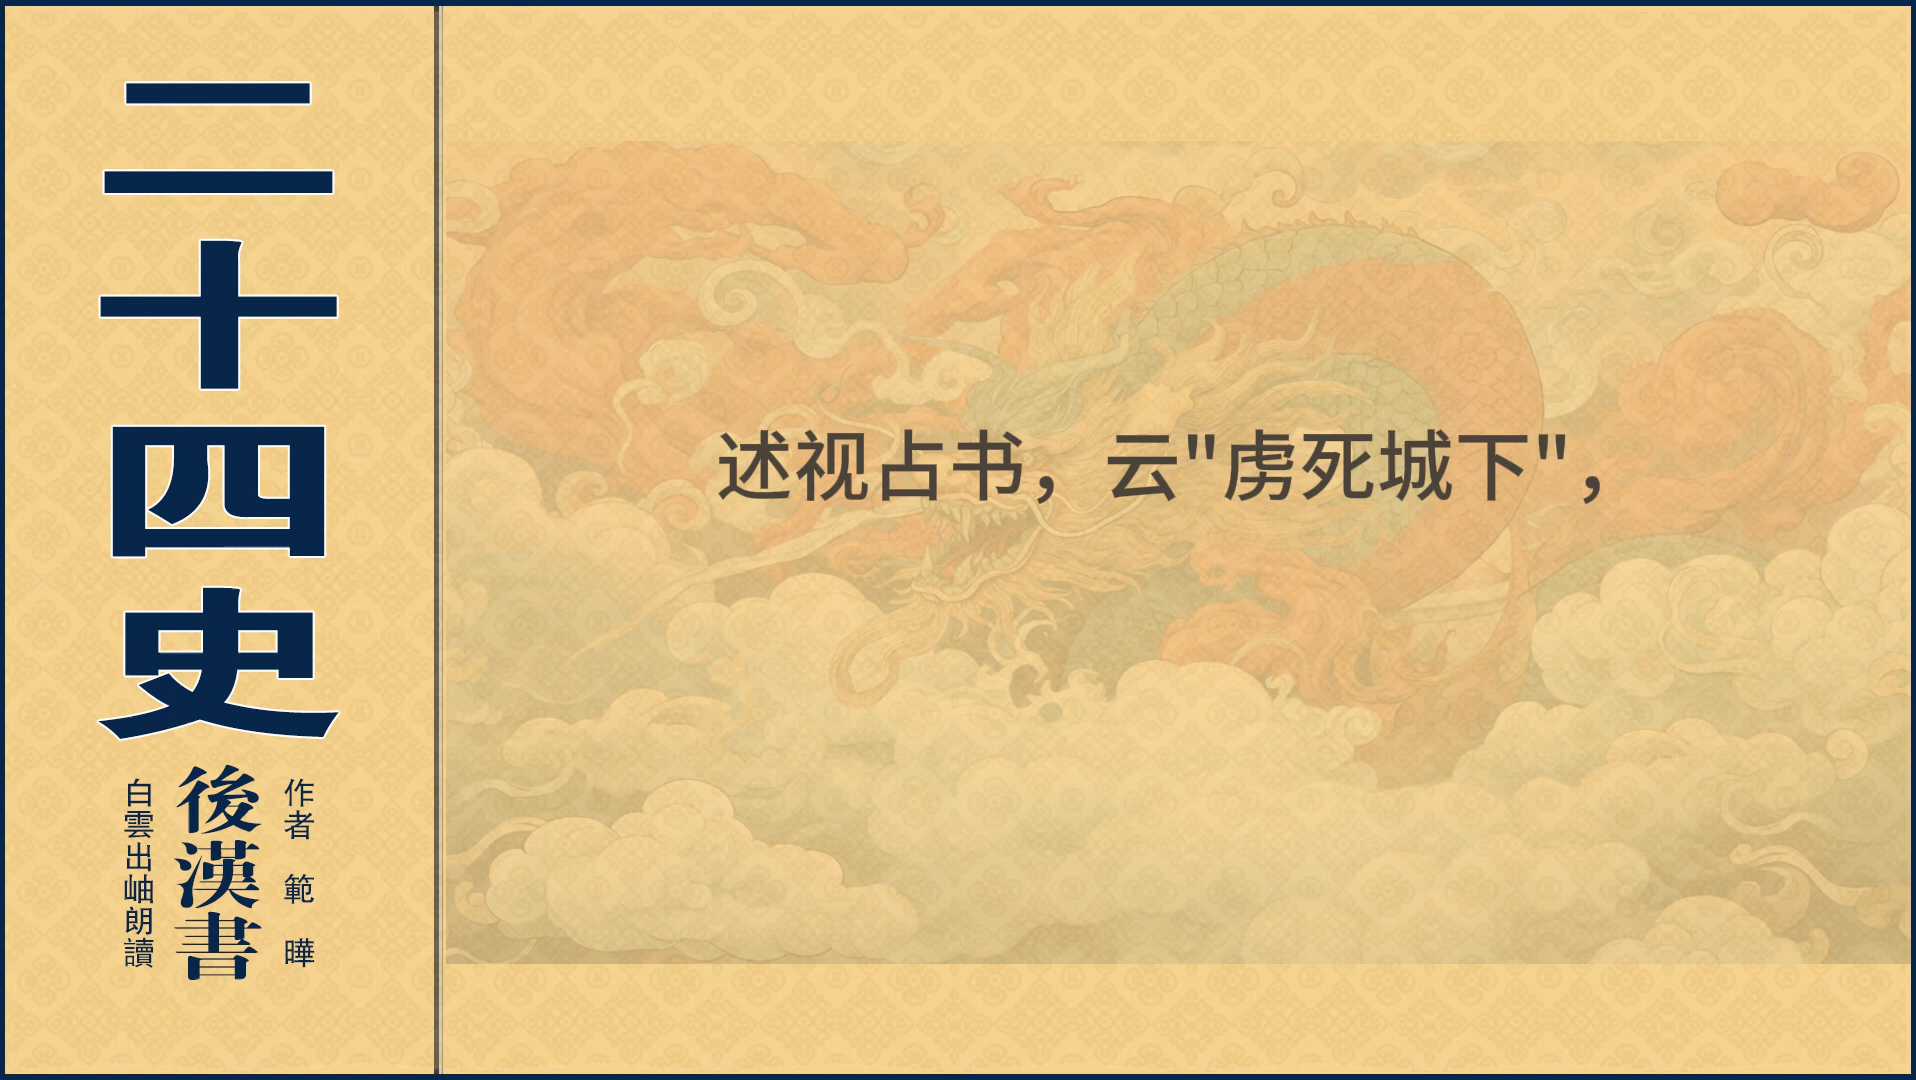 二十四史
作者 範 曄
後漢書
白雲出岫朗讀
述视占书，云"虏死城下"，